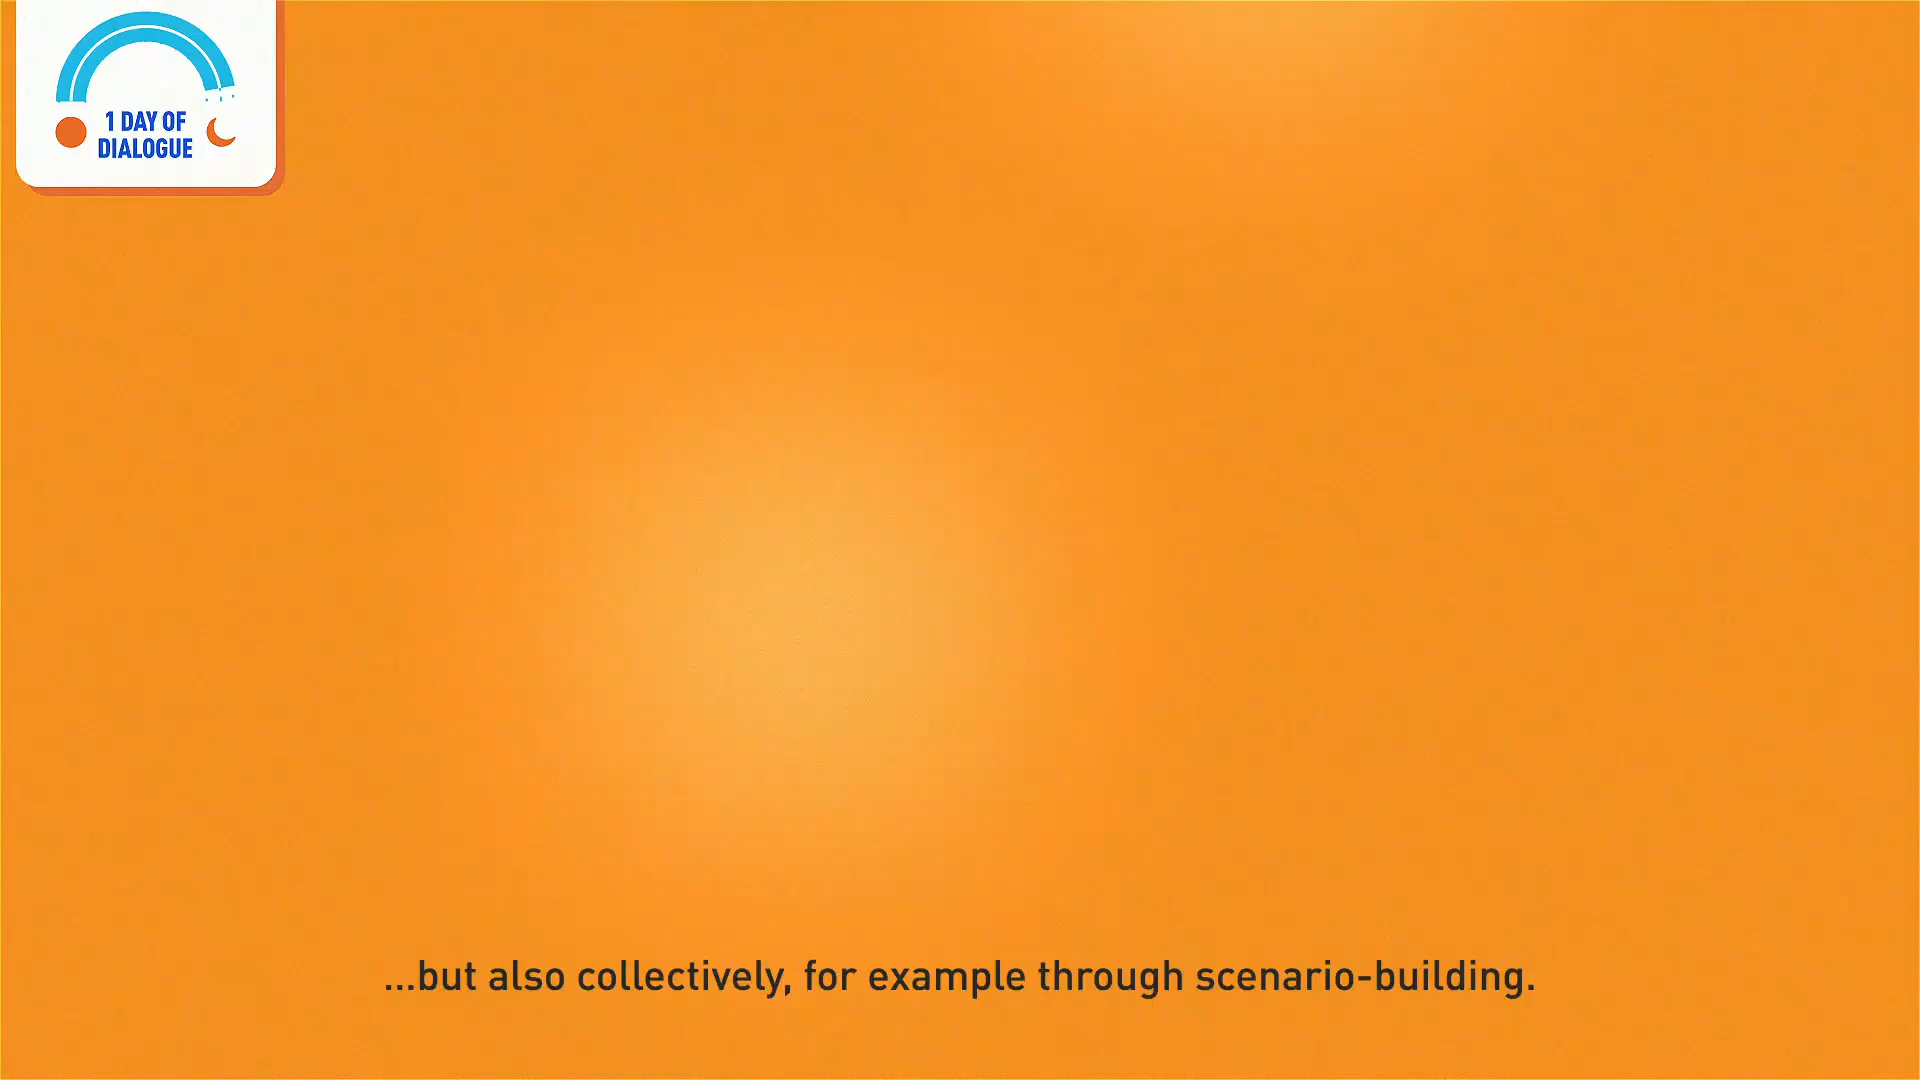 1 DAY OF
DIALOGUE
...but also collectively, for example through scenario-building.